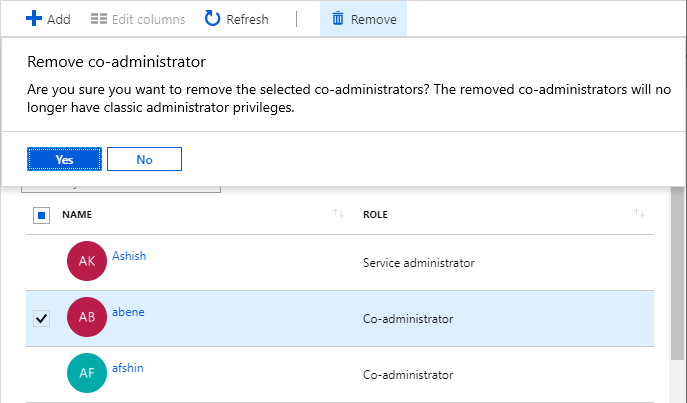 Add Edit columns Refresh Remove
Remove co-administrator
Are you sure you want to remove the selected co-administrators? The removed co-administrators will no
longer have classic administrator privileges.
Yes No
NAME ROLE
AK Ashish Service administrator
AB abene Co-administrator
AF afshin Co-administrator